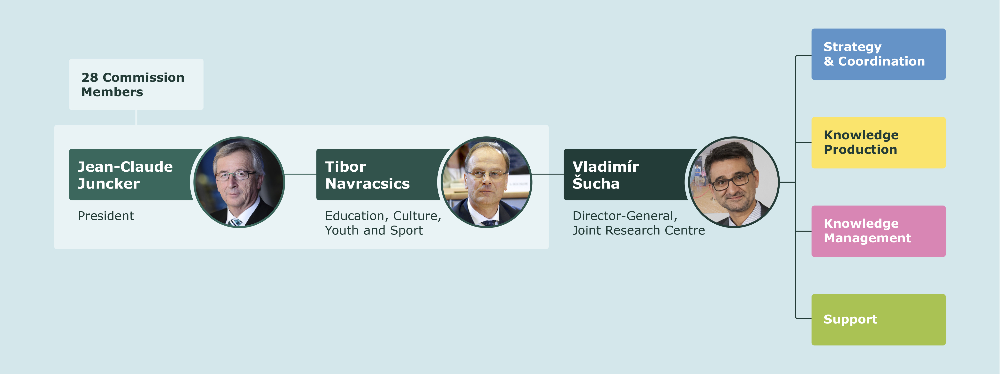 28 Commission
Members
Jean-Claude
Juncker
President
Tibor
Navracsics
Education, Culture,
Youth and Sport
Vladimír
Šucha
Director-General,
Joint Research Centre
Strategy
& Coordination
Knowledge
Production
Knowledge
Management
Support